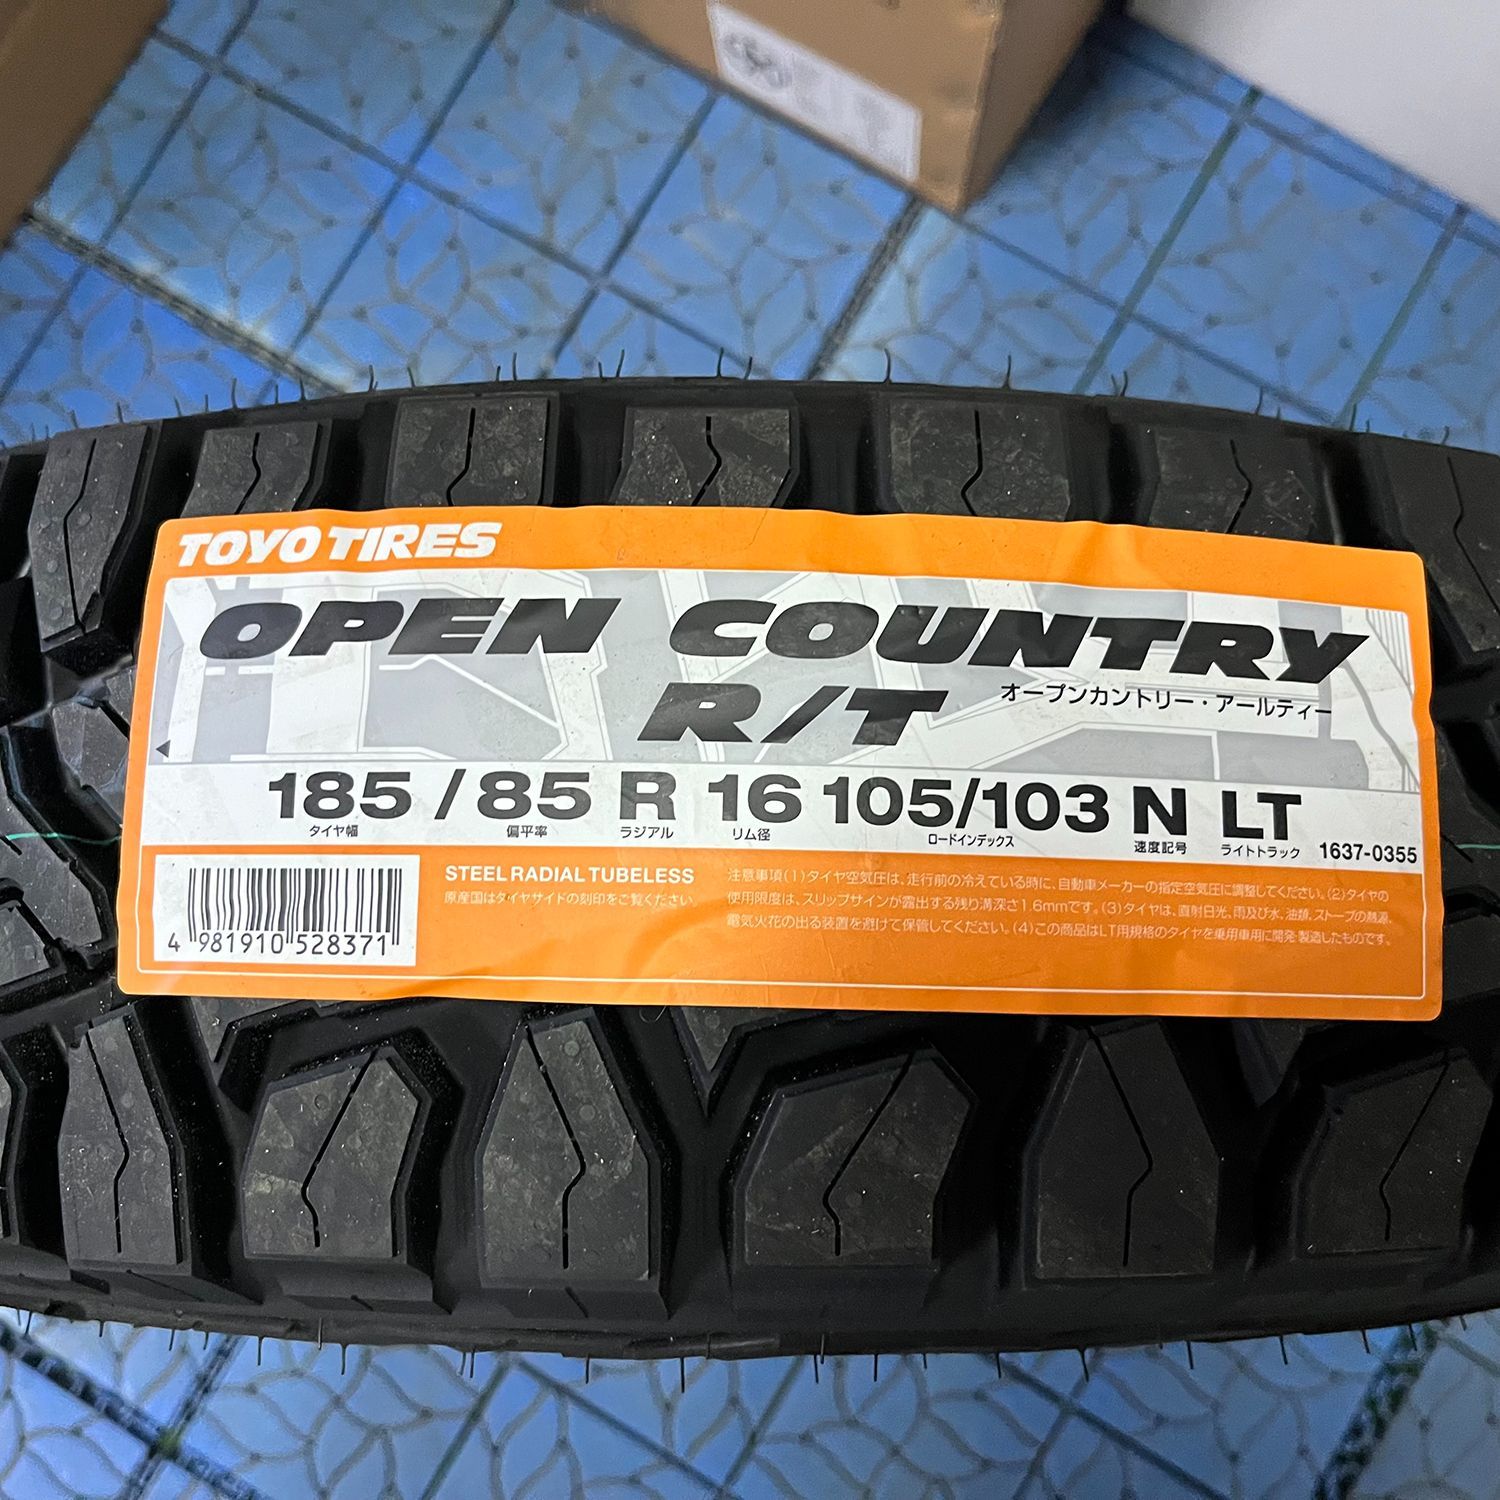 TOYO TIRES
OPEN COUNTRY
R/T オープンカントリー・アールティー
185 / 85 R 16 105/103 N LT
タイヤ幅 偏平率 ラジアル リム径 ロードインデックス 速度記号 ライトトラック 1637-0355
STEEL RADIAL TUBELESS
原産国はタイヤサイドの刻印をご覧ください。
注意事項(1)タイヤ空気圧は、走行前の冷えている時に、自動車メーカーの指定空気圧に調整してください。(2)タイヤの
使用限度は、スリップサインが露出する残り溝深さ1.6mmです。(3)タイヤは、直射日光、雨及び水、油類、ストーブの熱源、
電気火花の出る装置を避けて保管してください。(4)この商品はLT用規格のタイヤを乗用車用に開発・製造したものです。
4 981910 528371